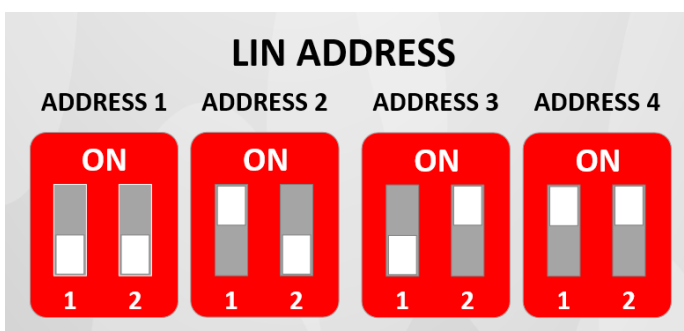 LIN ADDRESS
ADDRESS 1 ADDRESS 2 ADDRESS 3 ADDRESS 4
ON ON ON ON
1 2 1 2 1 2 1 2